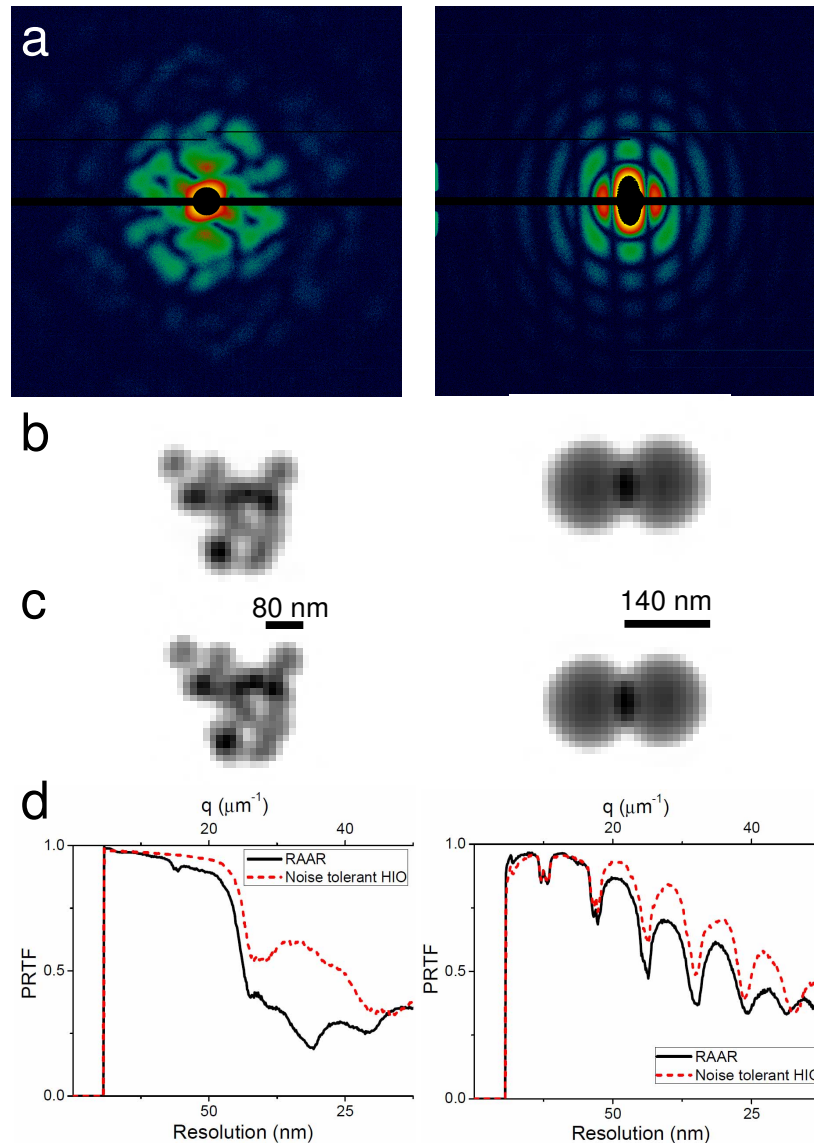 a
b
c
80 nm
140 nm
d
q (μm⁻¹)
20
40
1.0
0.5
0.0
PRTF
RAAR
Noise tolerant HIO
50
25
Resolution (nm)
q (μm⁻¹)
20
40
1.0
0.5
0.0
PRTF
RAAR
Noise tolerant HIO
50
25
Resolution (nm)